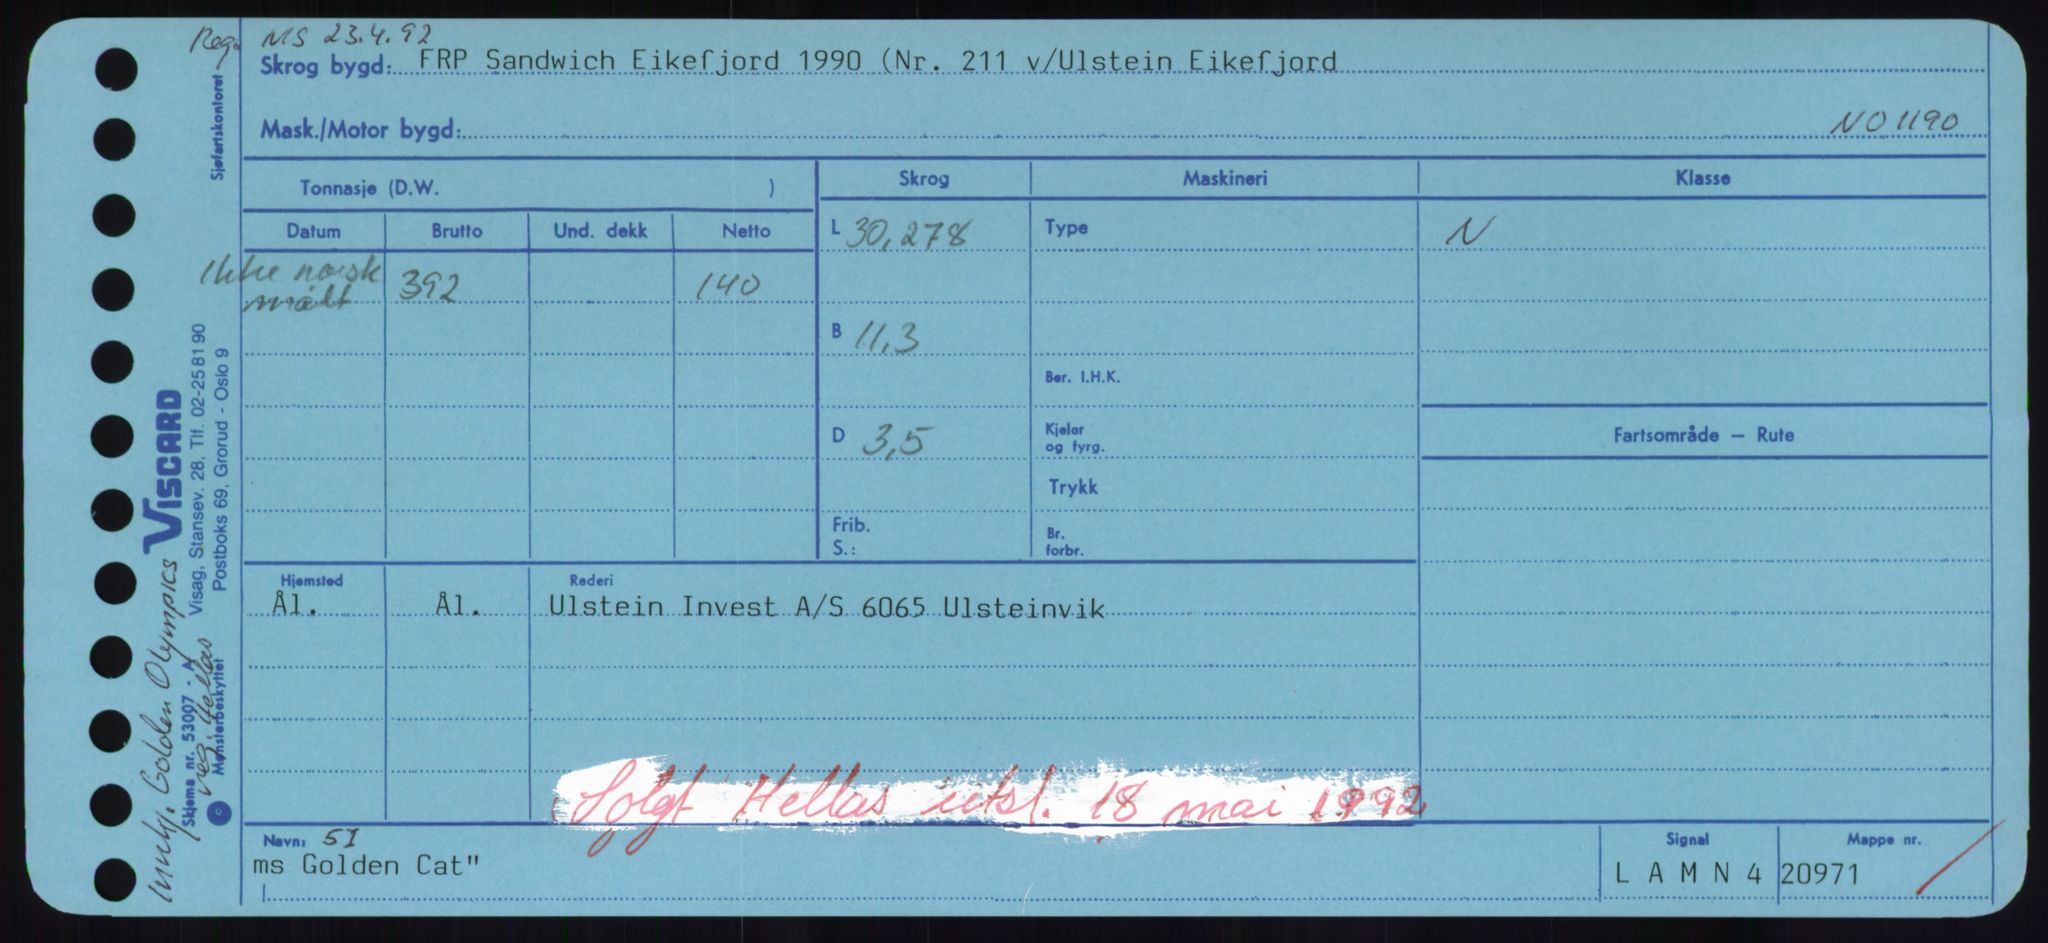 Reg. MS 23.4.92
Skrog bygd: FRP Sandwich Eikefjord 1990 (Nr. 211 v/Ulstein Eikefjord
Mask./Motor bygd: NO 1190
Tonnasje (D.W. )
Skrog Maskineri Klasse
Datum Brutto Und. dekk Netto
L 30,278 Type N
Ikke norsk
målt 392 140
B 11,3
Ber. I.H.K.
Fartsområde — Rute
D 3,5 Kjeler
og fyrg.
Trykk
Frib.
S.:
Br.
forbr.
Hjemsted Rederi
Ål. Ål. Ulstein Invest A/S 6065 Ulsteinvik
Solgt Hellas utsl. 18 mai 1992
Navn: 5I Signal Mappe nr.
ms Golden Cat" L A M N 4 20971
Sjøfartskontoret
VISCARD
Visag, Stansev. 28, Tlf. 02-25 81 90
Postboks 69, Grorud - Oslo 9
Skjema nr. 53007 - A
Mønsterbeskyttet
Golden Olympics
reg. Hellas